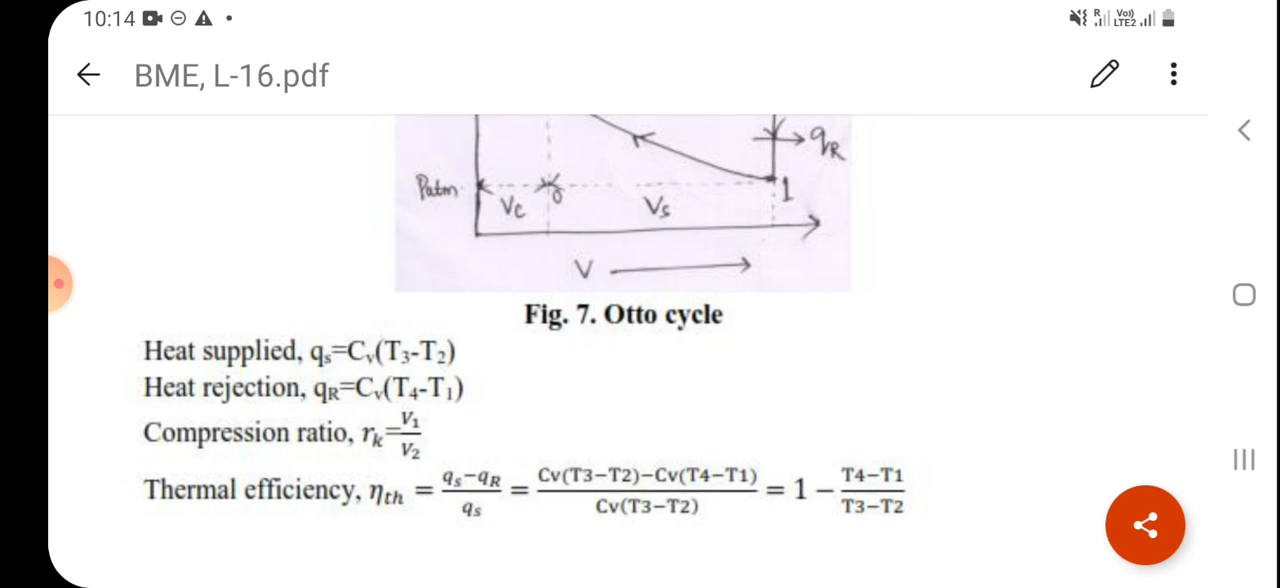 10:14
R Vo) LTE2
BME, L-16.pdf
qR
Patm
Vc
Vs
1
V
Fig. 7. Otto cycle
Heat supplied, qs=Cv(T3-T2)
Heat rejection, qR=Cv(T4-T1)
Compression ratio, rk=V1/V2
Thermal efficiency, ηth = (qs−qR)/qs = (Cv(T3−T2)−Cv(T4−T1))/(Cv(T3−T2)) = 1 − (T4−T1)/(T3−T2)